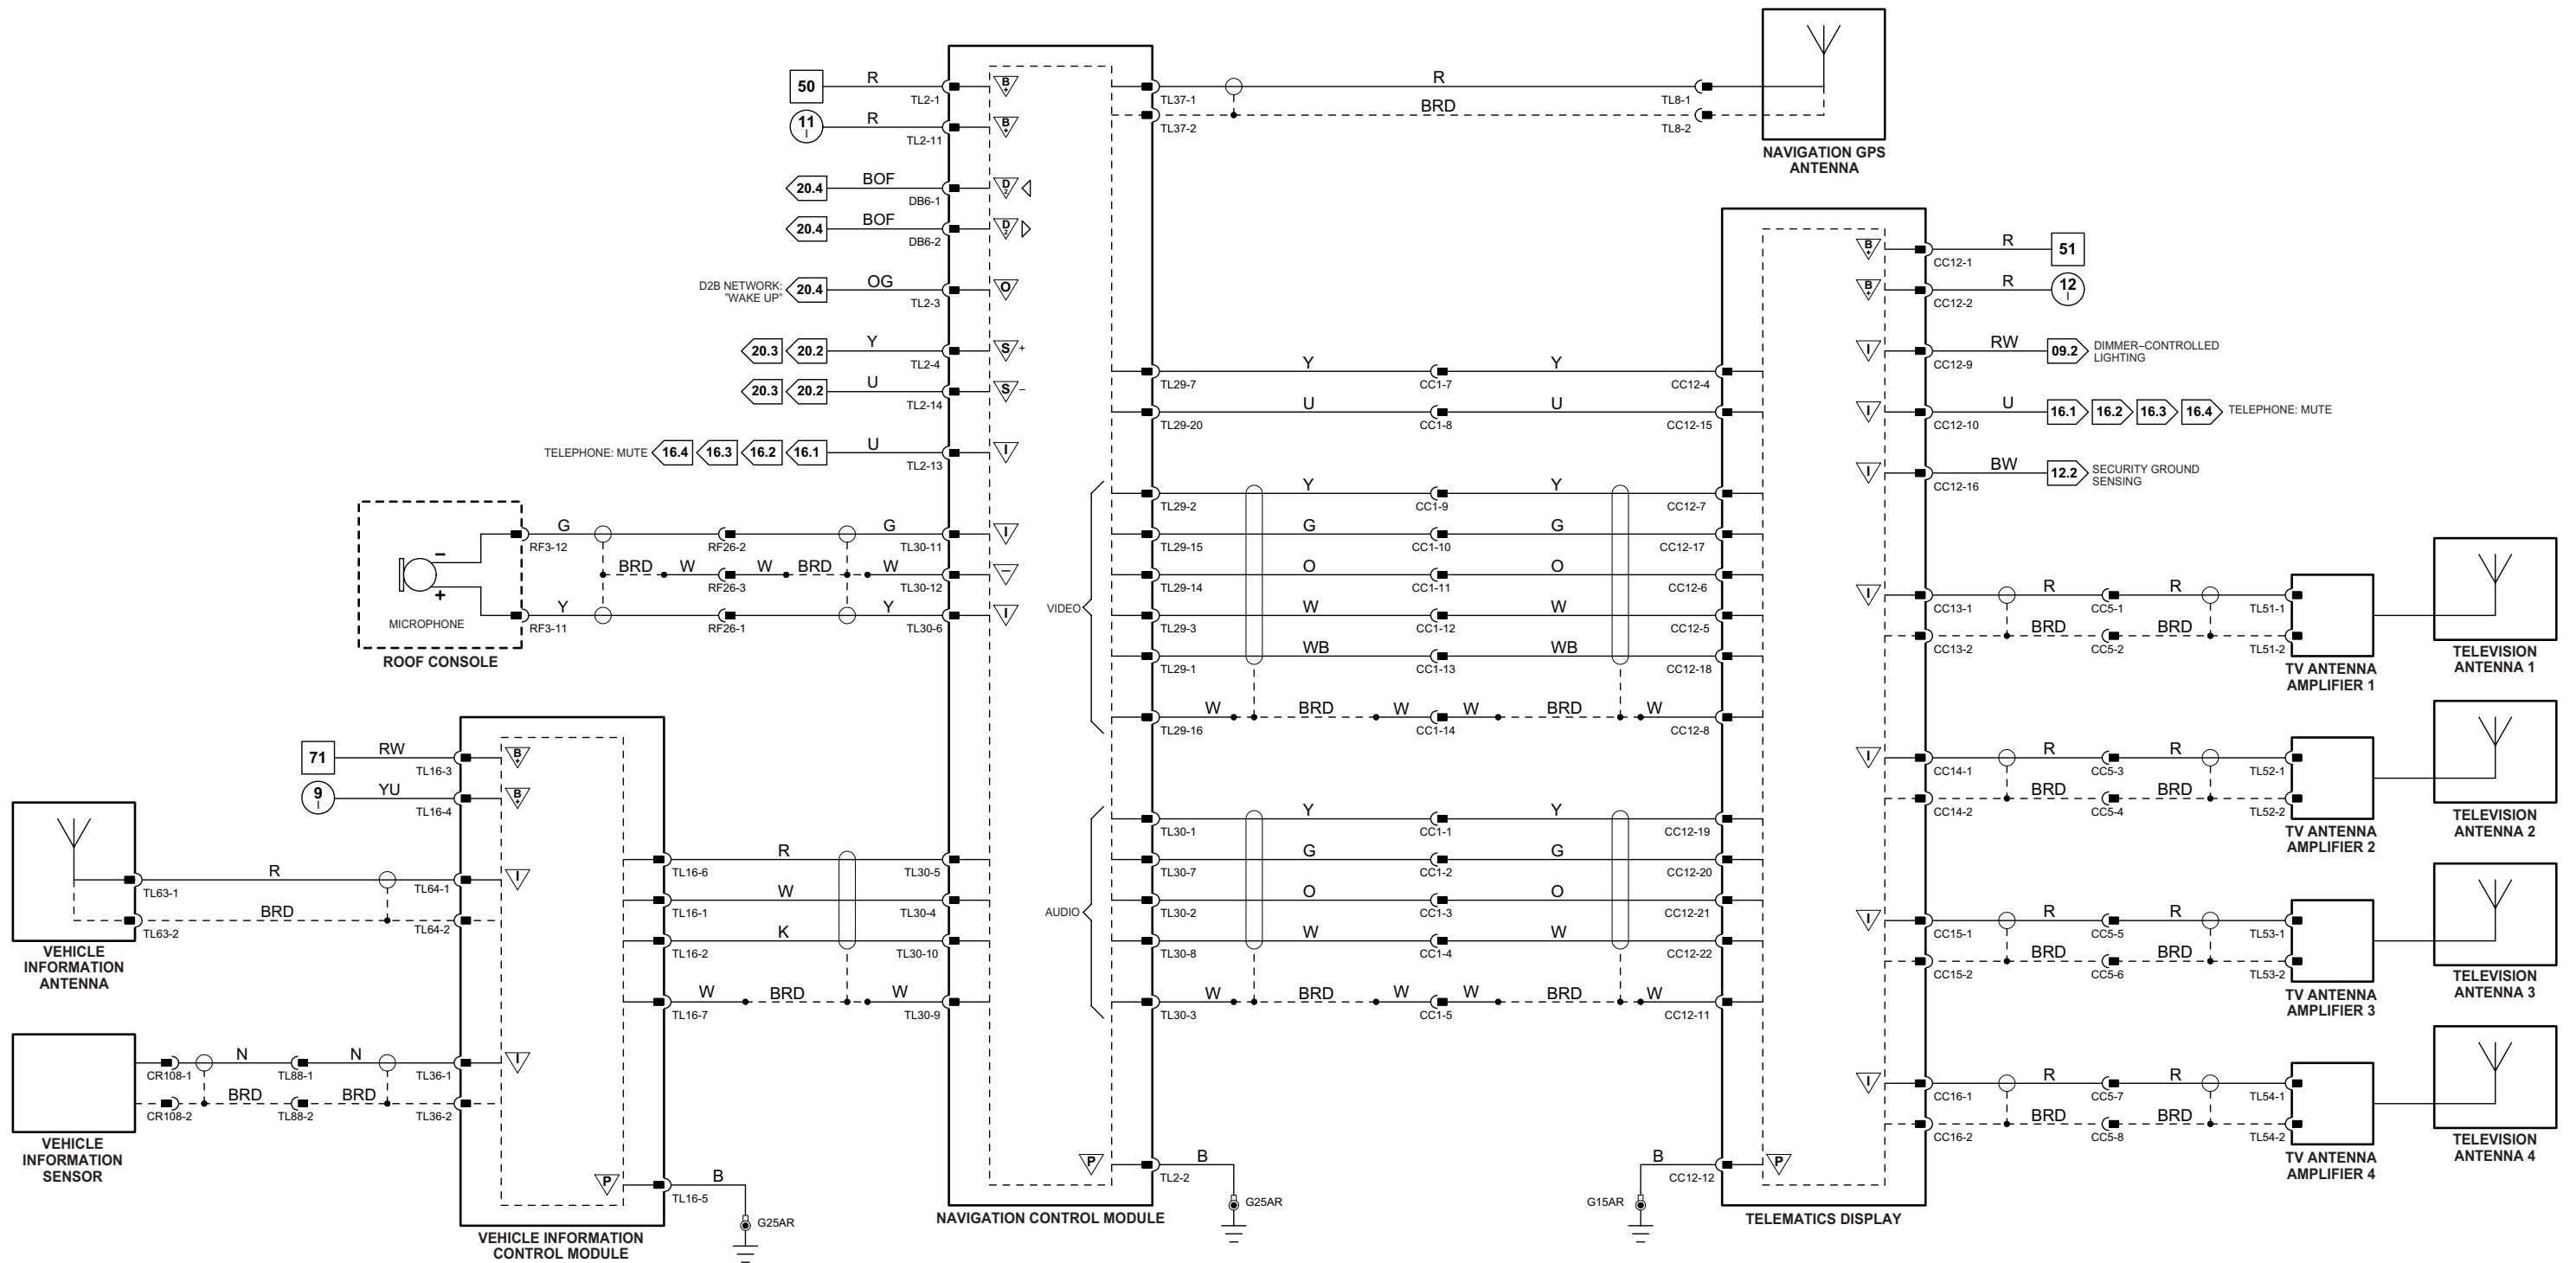 NAVIGATION GPS
ANTENNA
50
R
TL2-1
B
+
11
I
R
TL2-11
B
+
20.4
BOF
DB6-1
D
2
20.4
BOF
DB6-2
D
2
D2B NETWORK:
"WAKE UP"
20.4
OG
TL2-3
O
20.3
20.2
Y
TL2-4
S
+
20.3
20.2
U
TL2-14
S
–
TELEPHONE: MUTE
16.4
16.3
16.2
16.1
U
TL2-13
I
TL37-1
R
TL8-1
TL37-2
BRD
TL8-2
MICROPHONE
–
+
ROOF CONSOLE
G
RF3-12
RF26-2
G
TL30-11
I
BRD
W
RF26-3
W
BRD
W
TL30-12
–
Y
RF3-11
RF26-1
Y
TL30-6
I
TL29-7
Y
CC1-7
Y
CC12-4
TL29-20
U
CC1-8
U
CC12-15
VIDEO
TL29-2
Y
CC1-9
Y
CC12-7
TL29-15
G
CC1-10
G
CC12-17
TL29-14
O
CC1-11
O
CC12-6
TL29-3
W
CC1-12
W
CC12-5
TL29-1
WB
CC1-13
WB
CC12-18
TL29-16
W
BRD
W
CC1-14
W
BRD
W
CC12-8
AUDIO
TL30-1
Y
CC1-1
Y
CC12-19
TL30-7
G
CC1-2
G
CC12-20
TL30-2
O
CC1-3
O
CC12-21
TL30-8
W
CC1-4
W
CC12-22
TL30-3
W
BRD
W
CC1-5
W
BRD
W
CC12-11
P
TL2-2
B
G25AR
NAVIGATION CONTROL MODULE
71
RW
TL16-3
B
+
9
I
YU
TL16-4
B
+
VEHICLE
INFORMATION
ANTENNA
TL63-1
R
TL64-1
I
TL63-2
BRD
TL64-2
VEHICLE
INFORMATION
SENSOR
CR108-1
N
TL88-1
N
TL36-1
I
CR108-2
BRD
TL88-2
BRD
TL36-2
TL16-6
R
TL30-5
TL16-1
W
TL30-4
TL16-2
K
TL30-10
TL16-7
W
BRD
W
TL30-9
P
TL16-5
B
G25AR
VEHICLE INFORMATION
CONTROL MODULE
B
+
CC12-1
R
51
B
+
CC12-2
R
12
I
I
CC12-9
RW
09.2
DIMMER–CONTROLLED
LIGHTING
I
CC12-10
U
16.1
16.2
16.3
16.4
TELEPHONE: MUTE
I
CC12-16
BW
12.2
SECURITY GROUND
SENSING
I
CC13-1
R
CC5-1
R
TL51-1
CC13-2
BRD
CC5-2
BRD
TL51-2
TV ANTENNA
AMPLIFIER 1
TELEVISION
ANTENNA 1
I
CC14-1
R
CC5-3
R
TL52-1
CC14-2
BRD
CC5-4
BRD
TL52-2
TV ANTENNA
AMPLIFIER 2
TELEVISION
ANTENNA 2
I
CC15-1
R
CC5-5
R
TL53-1
CC15-2
BRD
CC5-6
BRD
TL53-2
TV ANTENNA
AMPLIFIER 3
TELEVISION
ANTENNA 3
I
CC16-1
R
CC5-7
R
TL54-1
CC16-2
BRD
CC5-8
BRD
TL54-2
TV ANTENNA
AMPLIFIER 4
TELEVISION
ANTENNA 4
B
CC12-12
P
G15AR
TELEMATICS DISPLAY